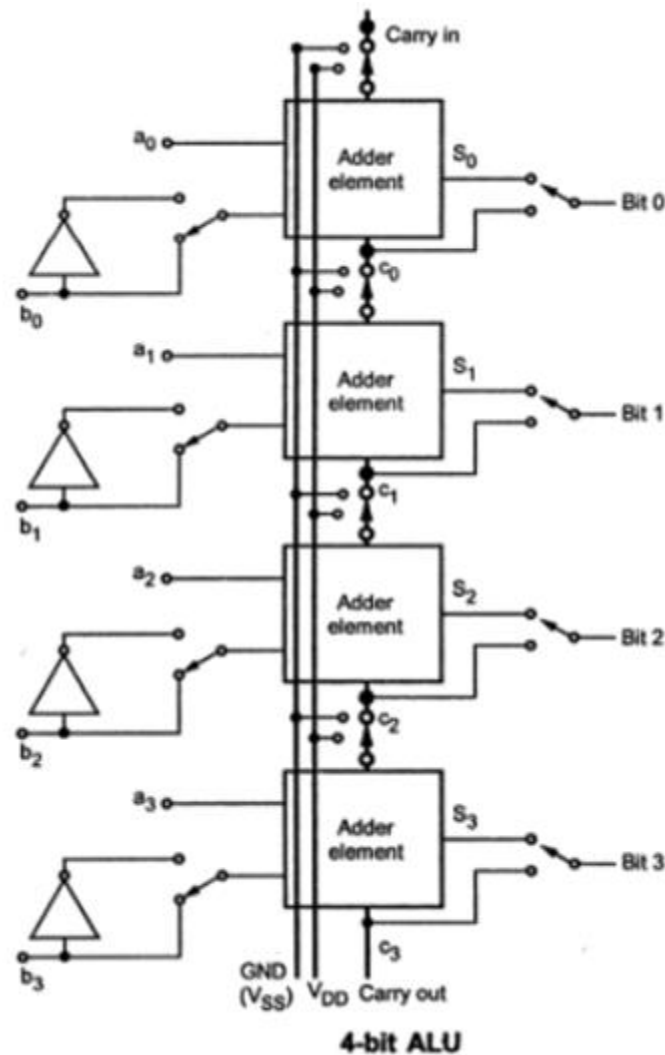 Carry in
a0
Adder
element
S0
Bit 0
b0
c0
a1
Adder
element
S1
Bit 1
b1
c1
a2
Adder
element
S2
Bit 2
b2
c2
a3
Adder
element
S3
Bit 3
b3
c3
GND
(VSS)
VDD
Carry out
4-bit ALU